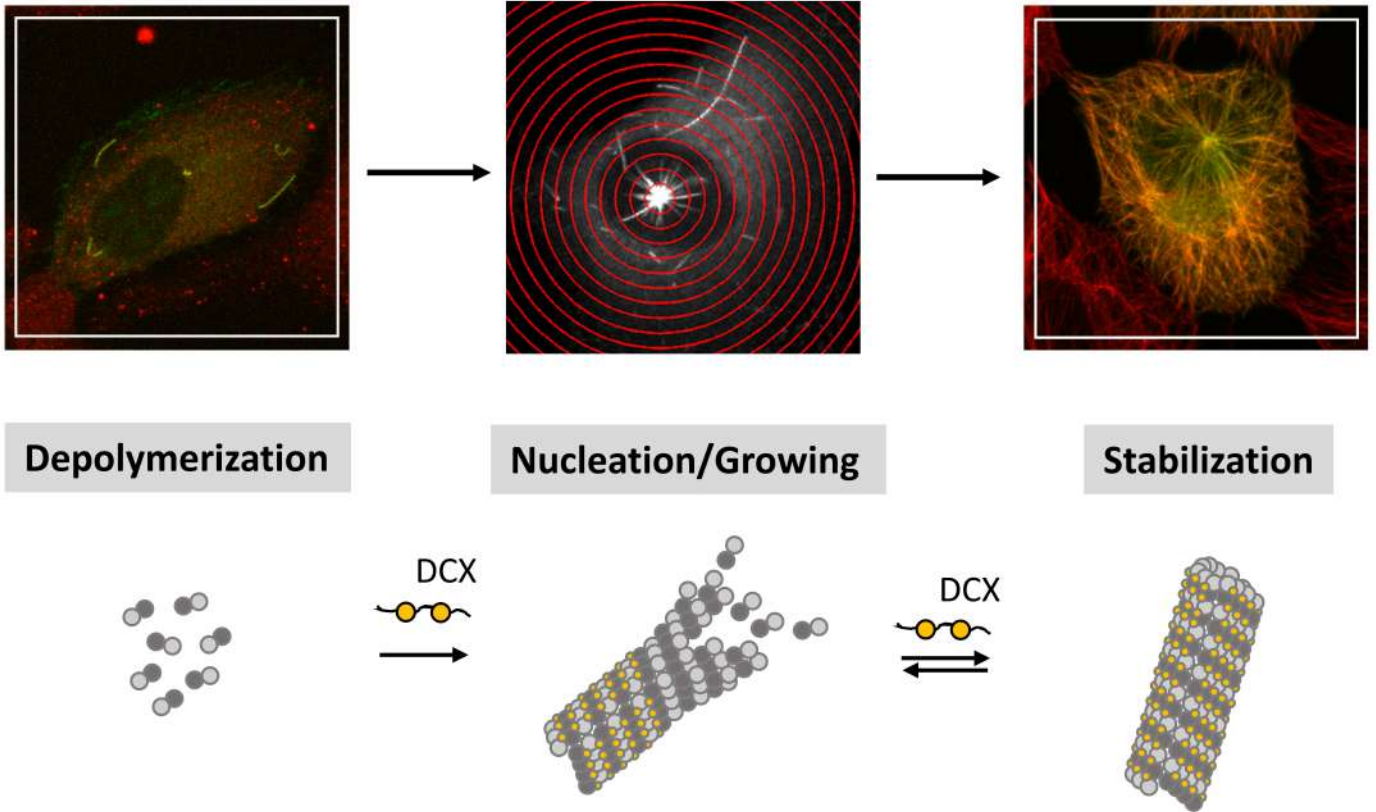 Depolymerization
Nucleation/Growing
Stabilization
DCX
DCX